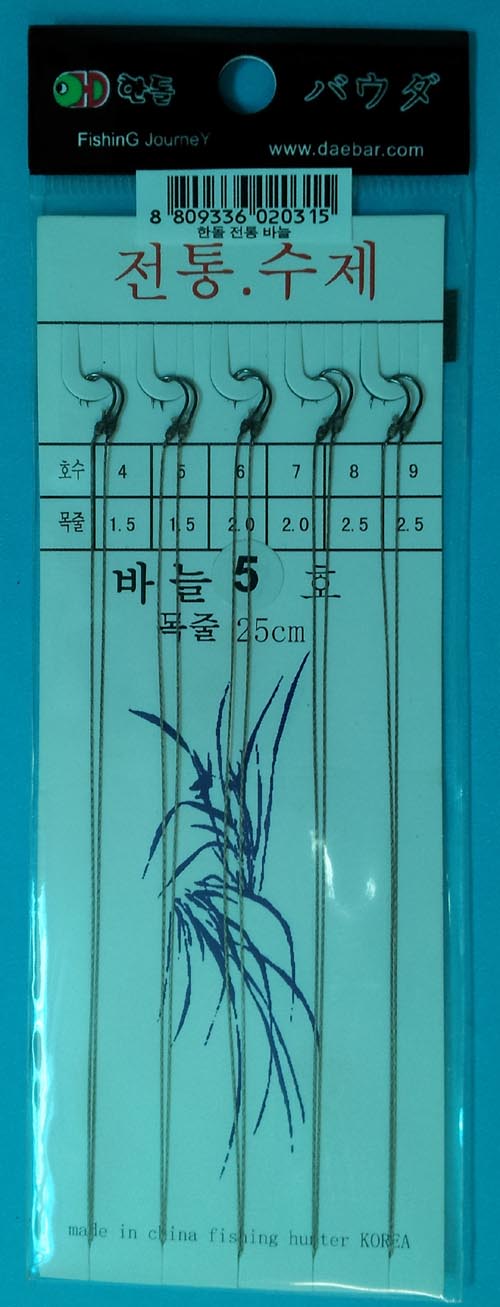 한돌 バウダ
FishinG JourneY
www.daebar.com
8 809336 020315
한돌 전통 바늘
전통.수제
호수 4 5 6 7 8 9
목줄 1.5 1.5 2.0 2.0 2.5 2.5
바늘 5 호
목줄 25cm
made in china fishing hunter KOREA